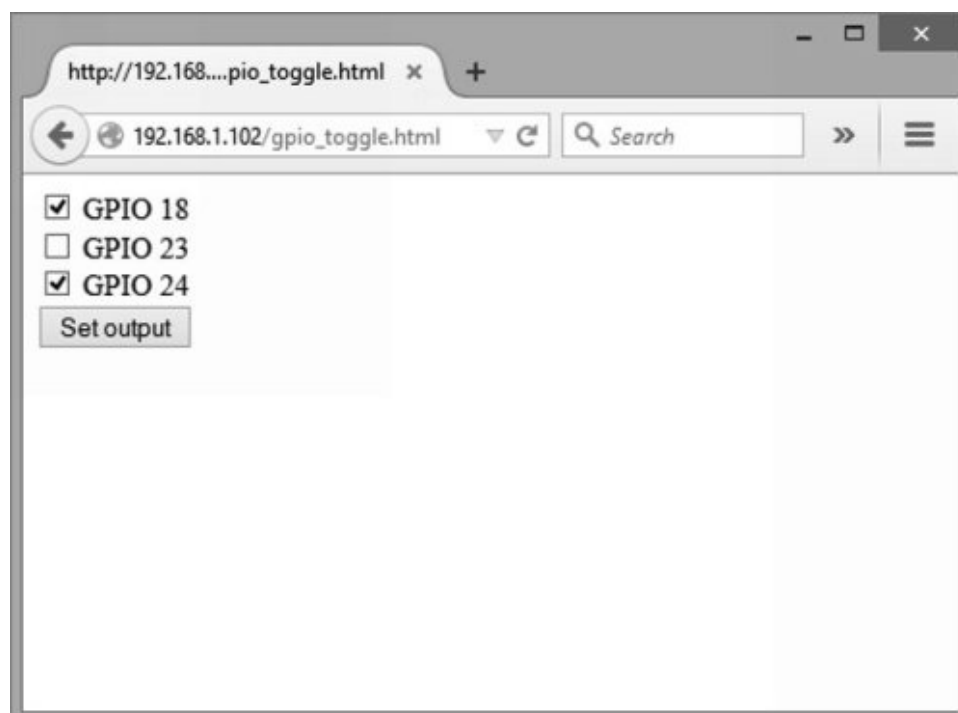 http://192.168....pio_toggle.html
192.168.1.102/gpio_toggle.html
Search
GPIO 18
GPIO 23
GPIO 24
Set output